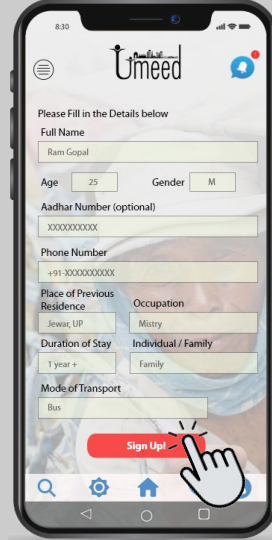 8:30
Umeed
Please Fill in the Details below
Full Name
Ram Gopal
Age 25 Gender M
Aadhar Number (optional)
XXXXXXXXXX
Phone Number
+91-XXXXXXXXXX
Place of Previous
Residence
Occupation
Jewar, UP Mistry
Duration of Stay Individual / Family
1 year + Family
Mode of Transport
Bus
Sign Up!